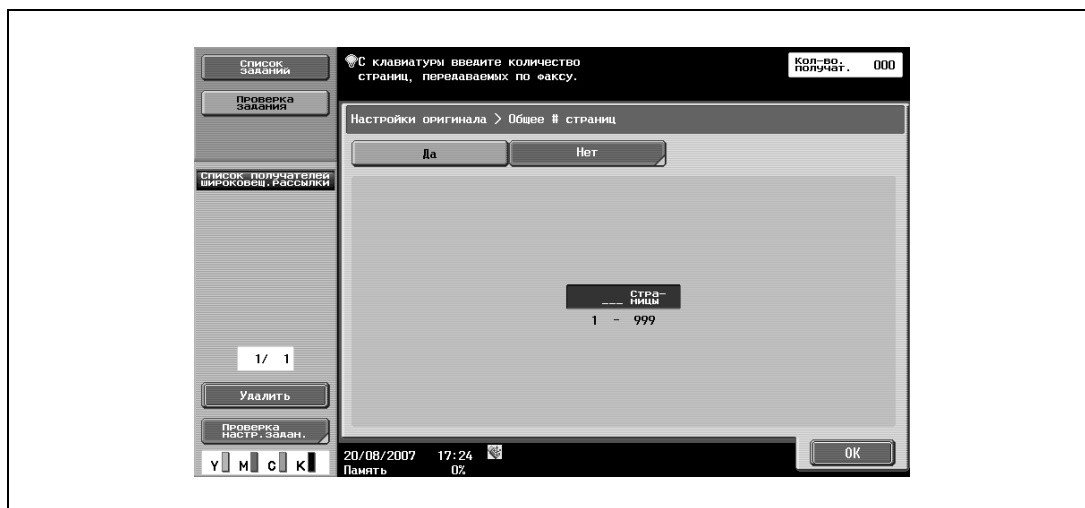 Список
заданий
Проверка
задания
Список получателей
широковещ.рассылки
1/ 1
Удалить
Проверка
настр.задан.
Y M C K
С клавиатуры введите количество
страниц, передаваемых по факсу.
Кол-во.
получат. 000
Настройки оригинала > Общее # страниц
Да Нет
___ Стра-
ницы
1 - 999
20/08/2007 17:24
Память 0%
OK